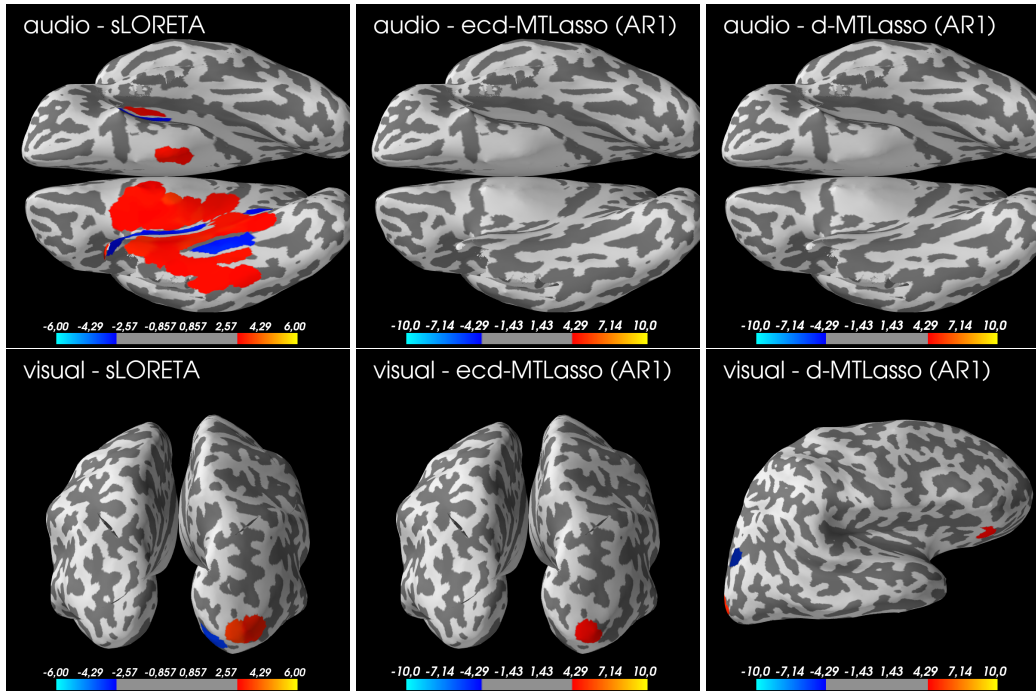 audio - sLORETA
audio - ecd-MTLasso (AR1)
audio - d-MTLasso (AR1)
-6,00 -4,29 -2,57 -0,857 0,857 2,57 4,29 6,00
-10,0 -7,14 -4,29 -1,43 1,43 4,29 7,14 10,0
-10,0 -7,14 -4,29 -1,43 1,43 4,29 7,14 10,0
visual - sLORETA
visual - ecd-MTLasso (AR1)
visual - d-MTLasso (AR1)
-6,00 -4,29 -2,57 -0,857 0,857 2,57 4,29 6,00
-10,0 -7,14 -4,29 -1,43 1,43 4,29 7,14 10,0
-10,0 -7,14 -4,29 -1,43 1,43 4,29 7,14 10,0